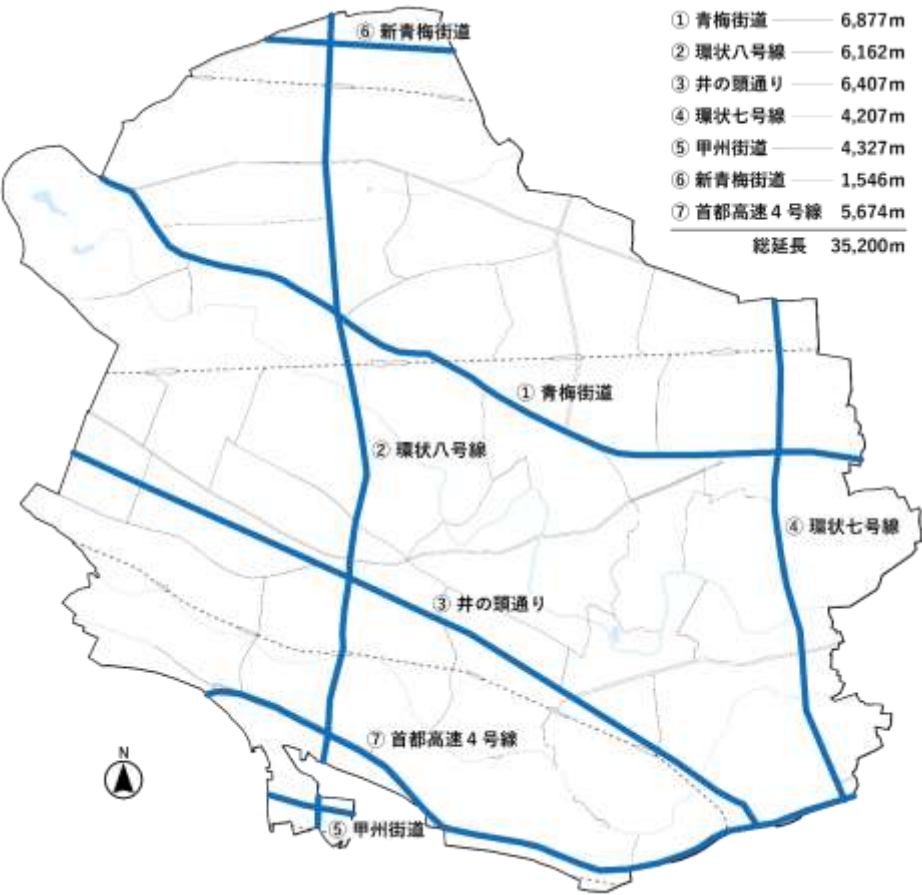 ① 青梅街道 6,877m
② 環状八号線 6,162m
③ 井の頭通り 6,407m
④ 環状七号線 4,207m
⑤ 甲州街道 4,327m
⑥ 新青梅街道 1,546m
⑦ 首都高速４号線 5,674m
総延長 35,200m
⑥ 新青梅街道
① 青梅街道
② 環状八号線
④ 環状七号線
③ 井の頭通り
⑦ 首都高速４号線
N
⑤ 甲州街道